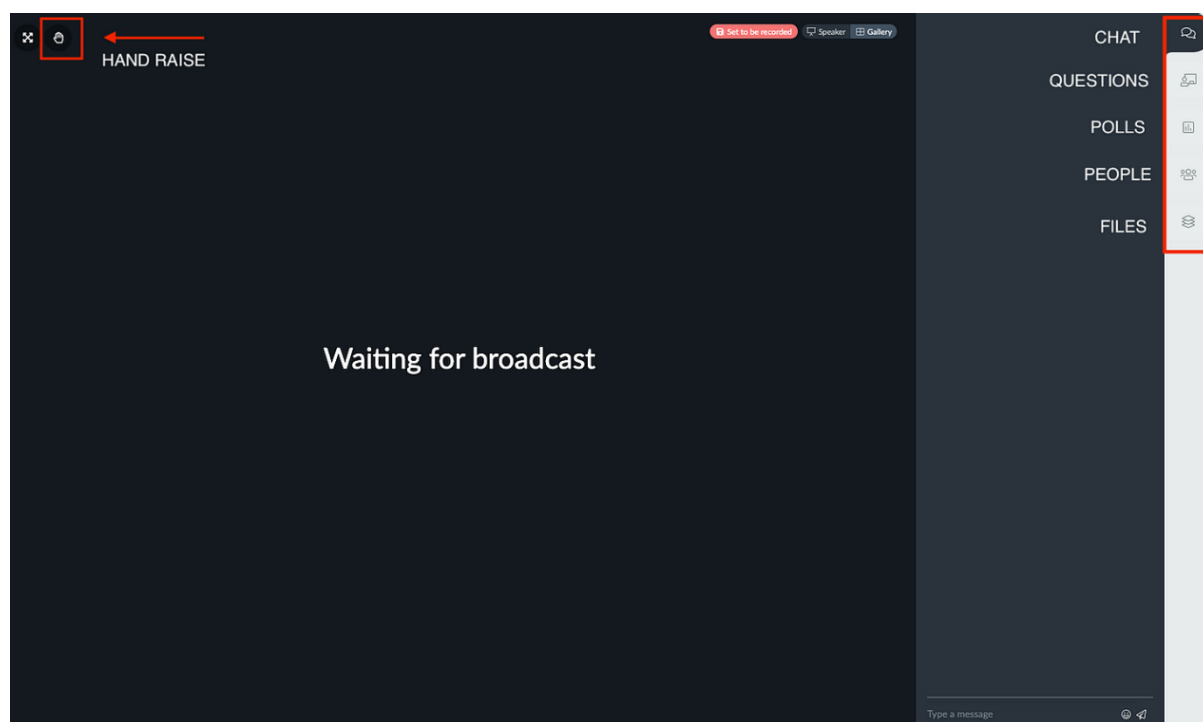 HAND RAISE
Set to be recorded
Speaker
Gallery
CHAT
QUESTIONS
POLLS
PEOPLE
FILES
Waiting for broadcast
Type a message